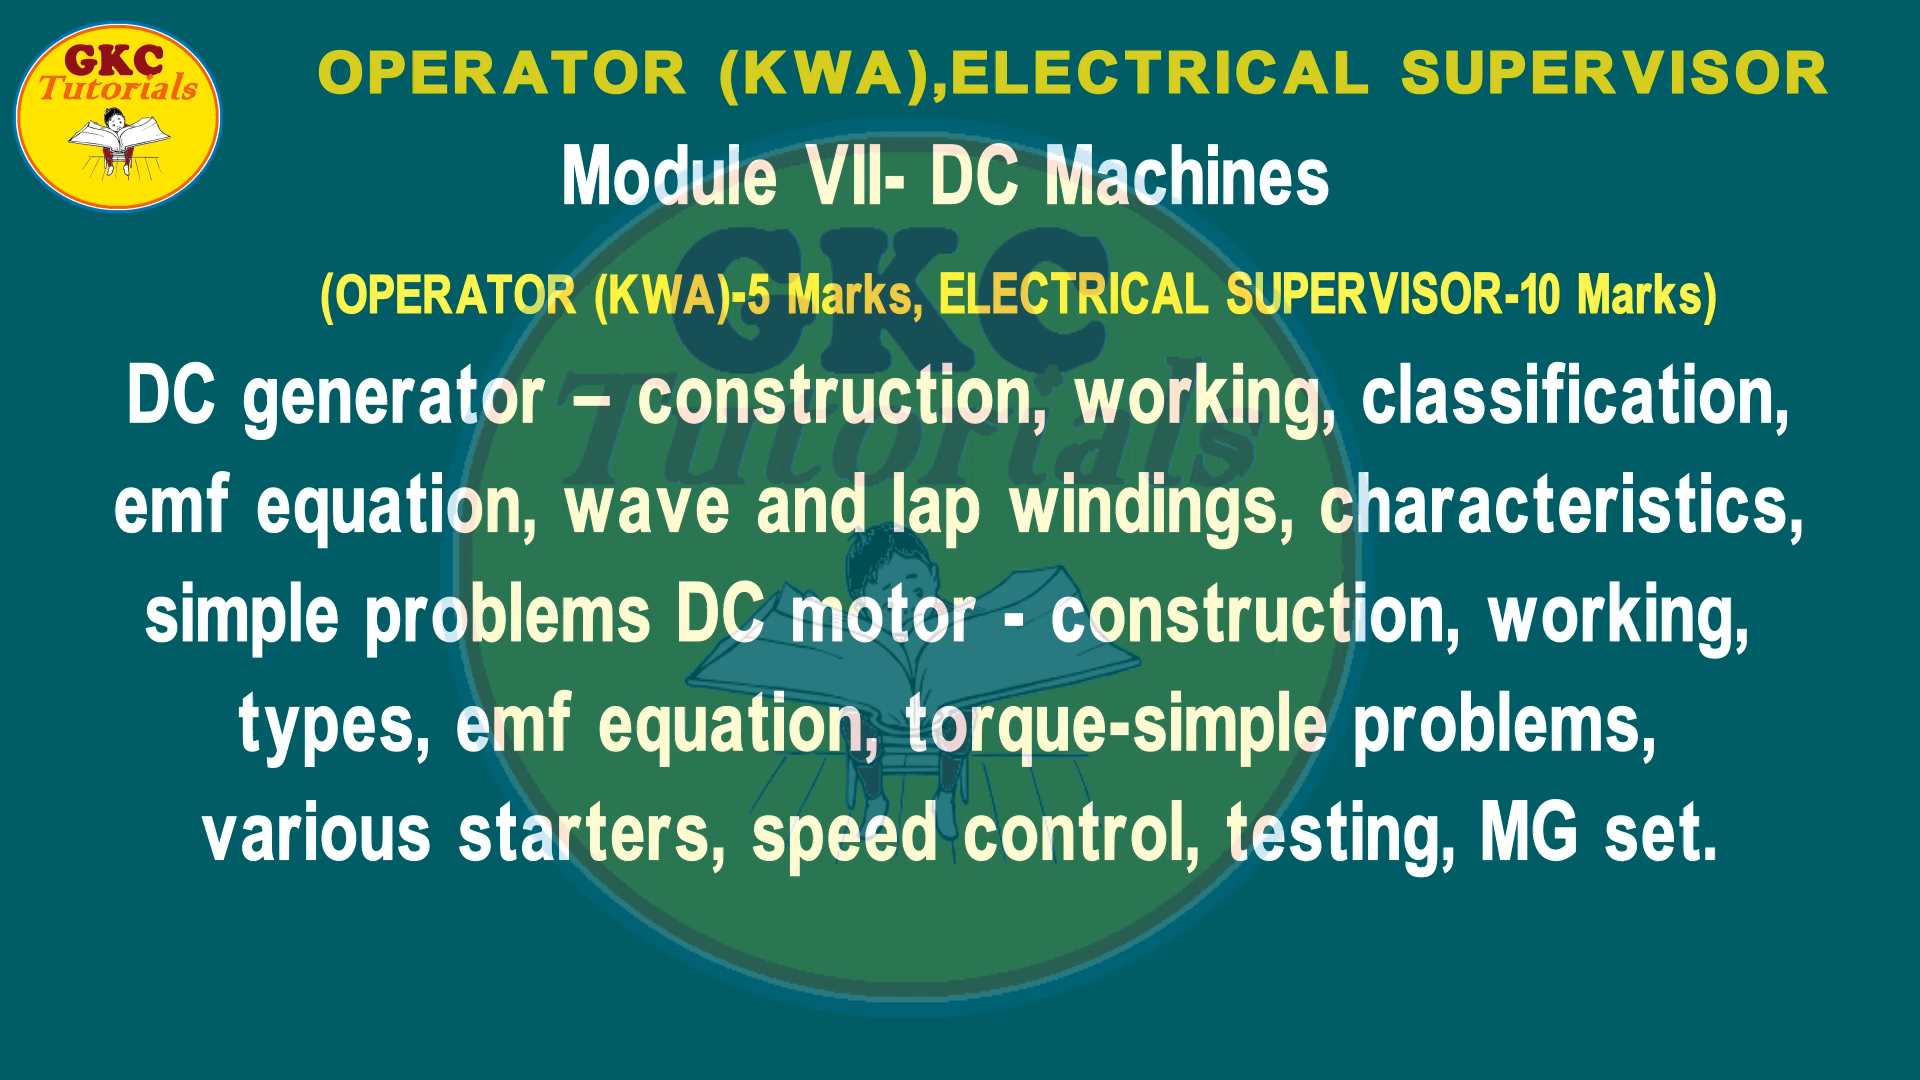 GKC
Tutorials
OPERATOR (KWA),ELECTRICAL SUPERVISOR
Module VII- DC Machines
(OPERATOR (KWA)-5 Marks, ELECTRICAL SUPERVISOR-10 Marks)
DC generator – construction, working, classification,
emf equation, wave and lap windings, characteristics,
simple problems DC motor - construction, working,
types, emf equation, torque-simple problems,
various starters, speed control, testing, MG set.
GKC
Tutorials